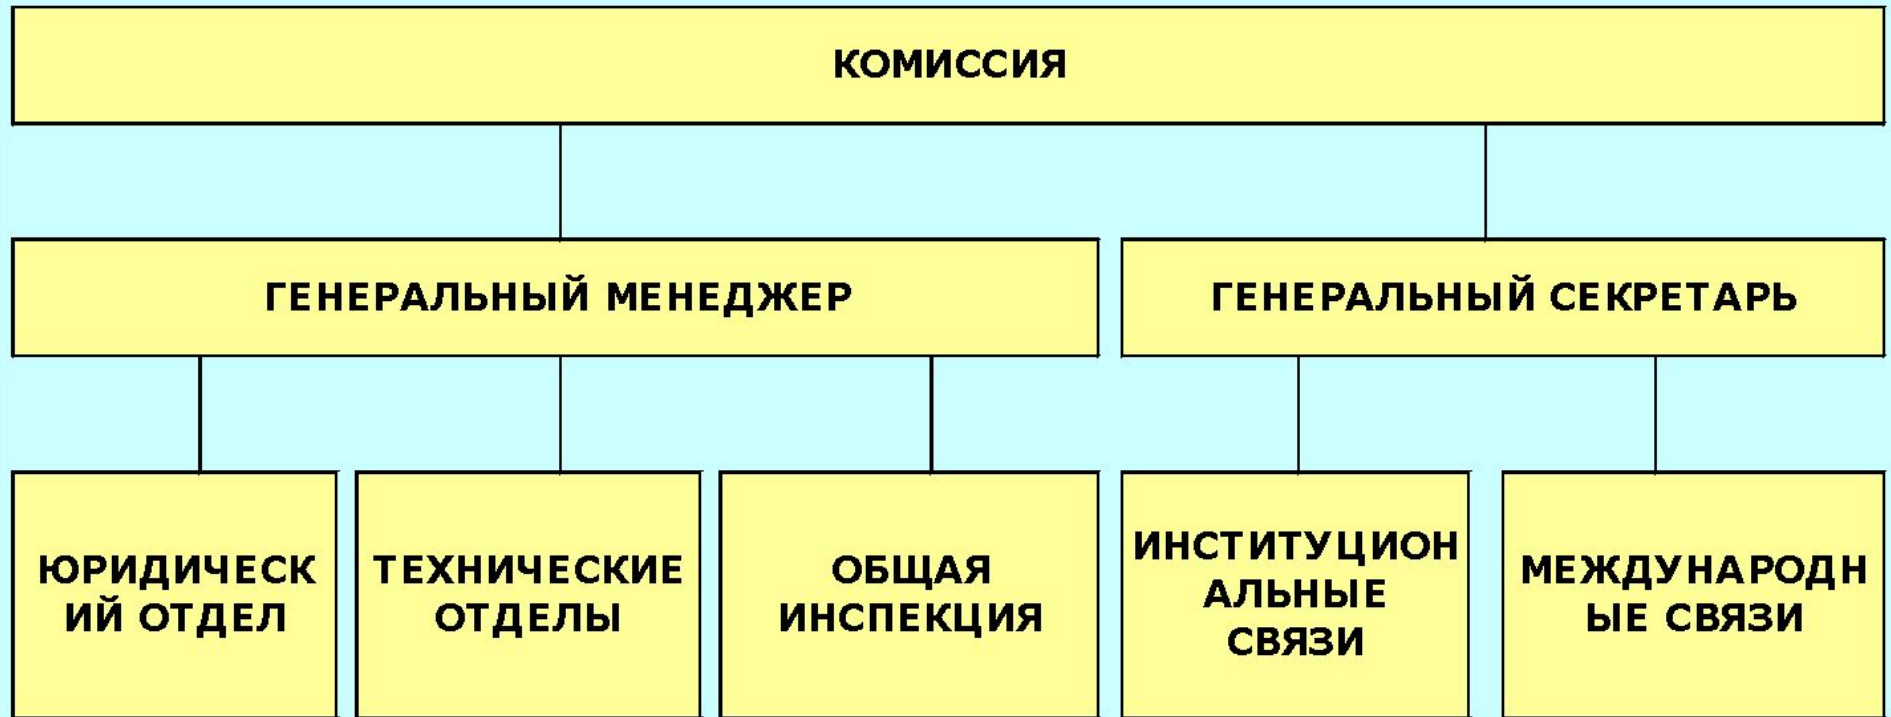 КОМИССИЯ
ГЕНЕРАЛЬНЫЙ МЕНЕДЖЕР
ГЕНЕРАЛЬНЫЙ СЕКРЕТАРЬ
ЮРИДИЧЕСК
ИЙ ОТДЕЛ
ТЕХНИЧЕСКИЕ
ОТДЕЛЫ
ОБЩАЯ
ИНСПЕКЦИЯ
ИНСТИТУЦИОН
АЛЬНЫЕ
СВЯЗИ
МЕЖДУНАРОДН
ЫЕ СВЯЗИ